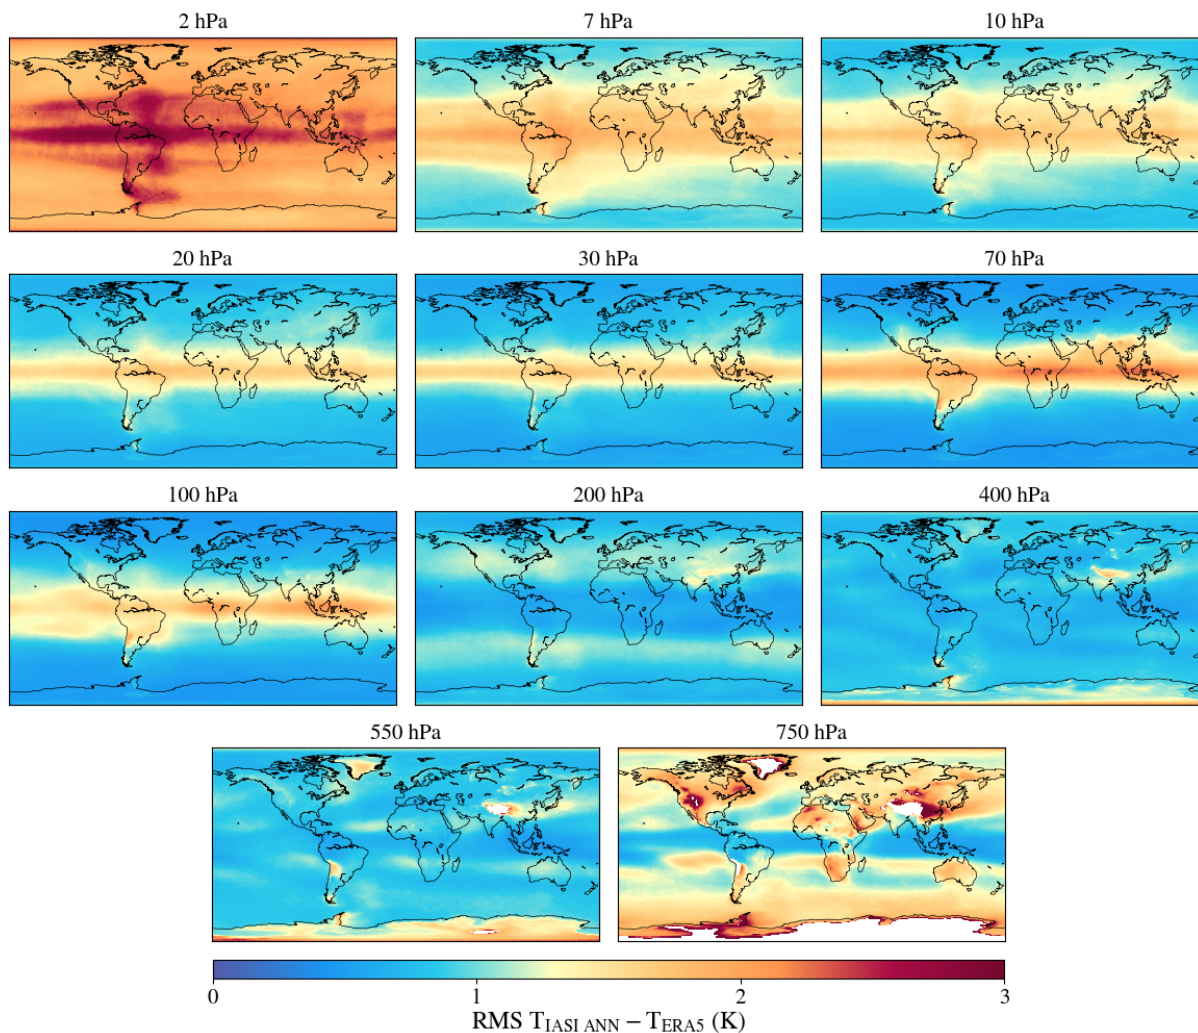 2 hPa
7 hPa
10 hPa
20 hPa
30 hPa
70 hPa
100 hPa
200 hPa
400 hPa
550 hPa
750 hPa
0
1
2
3
RMS T_IASI ANN − T_ERA5 (K)